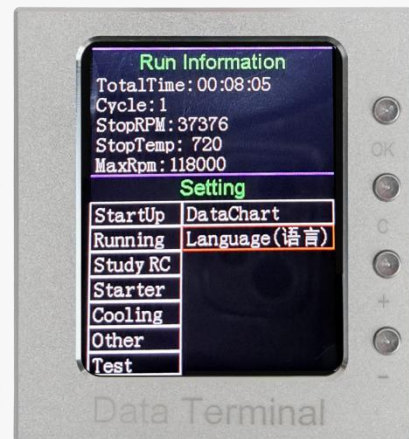 Run Information
TotalTime:00:08:05
Cycle:1
StopRPM:37376
StopTemp: 720
MaxRpm:118000
Setting
StartUp DataChart
Running Language(语言)
Study RC
Starter
Cooling
Other
Test
OK
C
+
-
Data Terminal